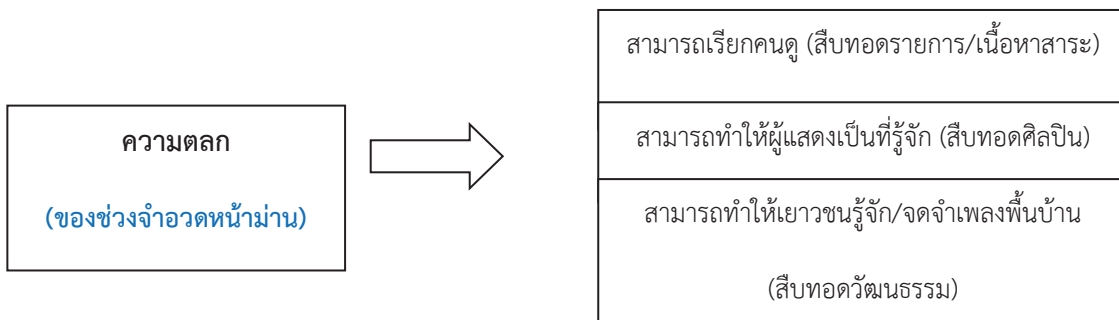 ความตลก
(ของช่วงจำอวดหน้าม่าน)
สามารถเรียกคนดู (สืบทอดรายการ/เนื้อหาสาระ)
สามารถทำให้ผู้แสดงเป็นที่รู้จัก (สืบทอดศิลปิน)
สามารถทำให้เยาวชนรู้จัก/จดจำเพลงพื้นบ้าน
(สืบทอดวัฒนธรรม)